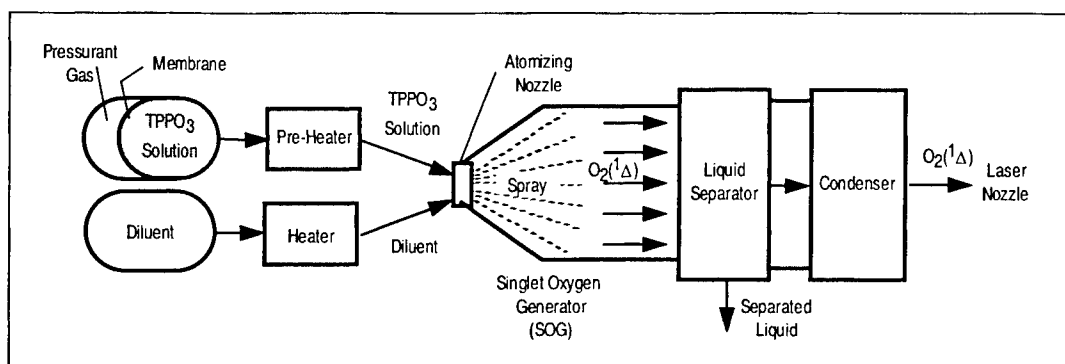 Pressurant
Gas
Membrane
TPPO₃
Solution
Pre-Heater
TPPO₃
Solution
Atomizing
Nozzle
Diluent
Heater
Diluent
Spray
O₂(¹Δ)
Singlet Oxygen
Generator
(SOG)
Liquid
Separator
Separated
Liquid
Condenser
O₂(¹Δ)
Laser
Nozzle